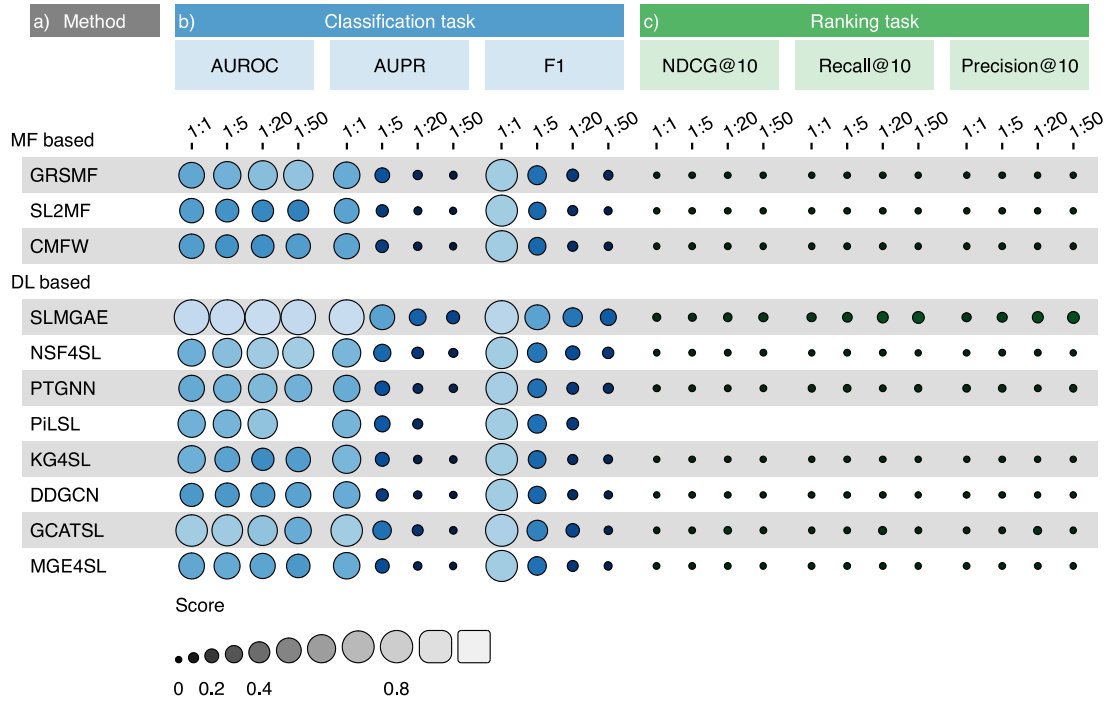 a) Method b) Classification task c) Ranking task
AUROC AUPR F1 NDCG@10 Recall@10 Precision@10
1:1 1:5 1:20 1:50 1:1 1:5 1:20 1:50 1:1 1:5 1:20 1:50 1:1 1:5 1:20 1:50 1:1 1:5 1:20 1:50 1:1 1:5 1:20 1:50
MF based
GRSMF
SL2MF
CMFW
DL based
SLMGAE
NSF4SL
PTGNN
PiLSL
KG4SL
DDGCN
GCATSL
MGE4SL
Score
0 0.2 0.4 0.8